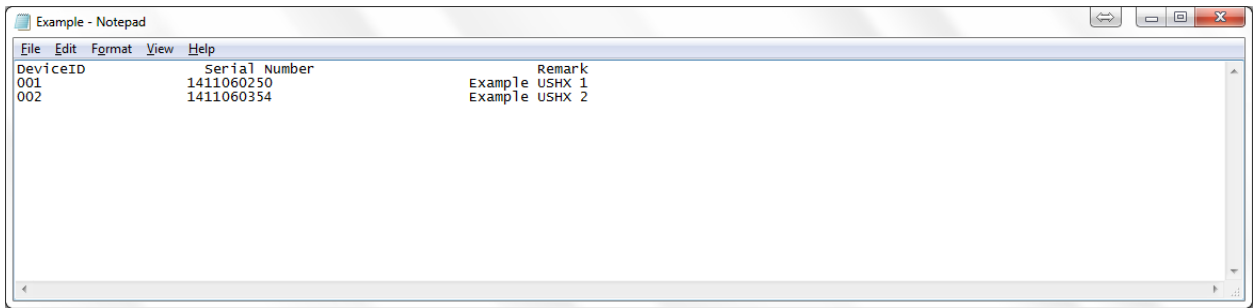 Example - Notepad
File Edit Format View Help
DeviceID Serial Number Remark
001 1411060250 Example USHX 1
002 1411060354 Example USHX 2